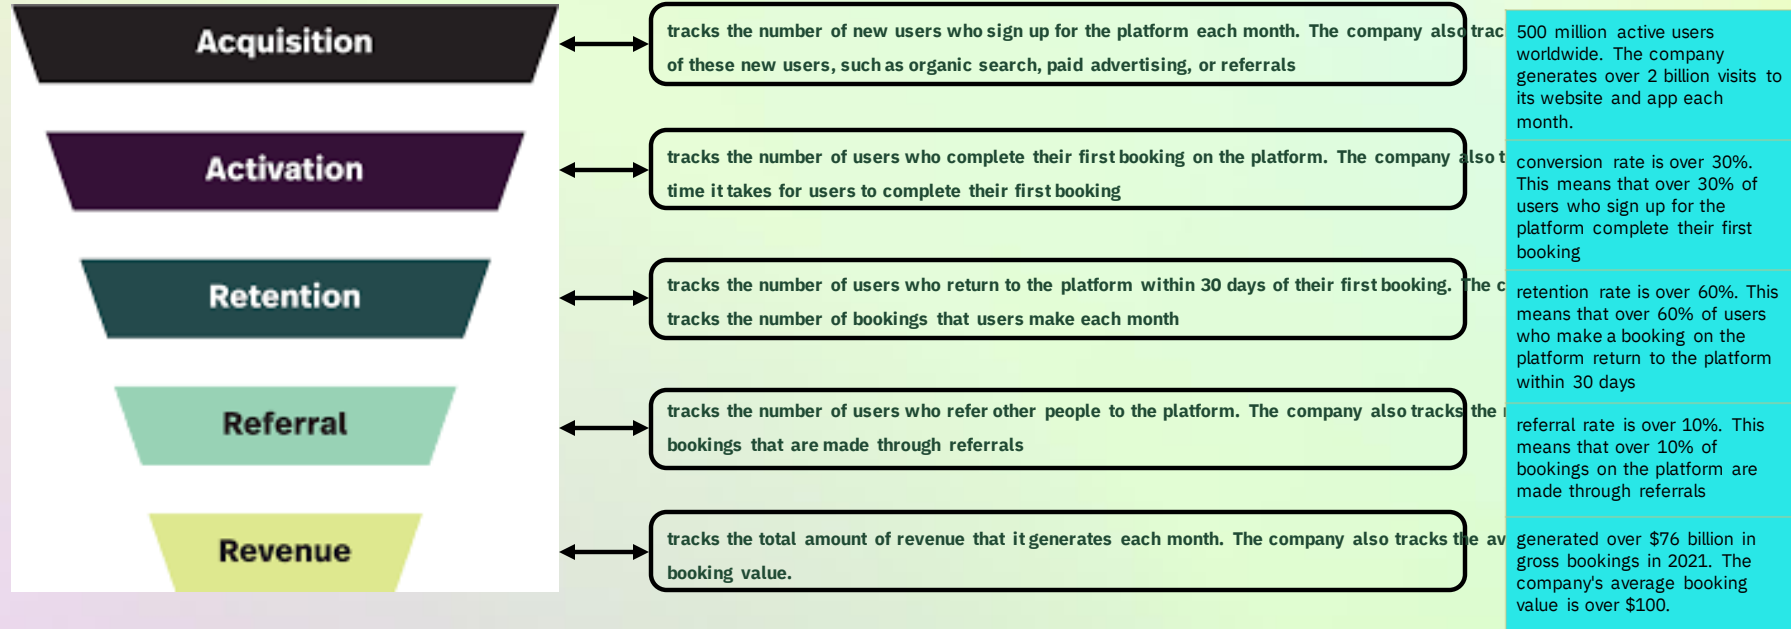 Acquisition
tracks the number of new users who sign up for the platform each month. The company also
of these new users, such as organic search, paid advertising, or referrals
500 million active users
worldwide. The company
generates over 2 billion visits to
its website and app each
month.
Activation
tracks the number of users who complete their first booking on the platform. The company also
time it takes for users to complete their first booking
conversion rate is over 30%.
This means that over 30% of
users who sign up for the
platform complete their first
booking
Retention
tracks the number of users who return to the platform within 30 days of their first booking. The
tracks the number of bookings that users make each month
retention rate is over 60%. This
means that over 60% of users
who make a booking on the
platform return to the platform
within 30 days
Referral
tracks the number of users who refer other people to the platform. The company also tracks the
bookings that are made through referrals
referral rate is over 10%. This
means that over 10% of
bookings on the platform are
made through referrals
Revenue
tracks the total amount of revenue that it generates each month. The company also tracks the
booking value.
generated over $76 billion in
gross bookings in 2021. The
company's average booking
value is over $100.